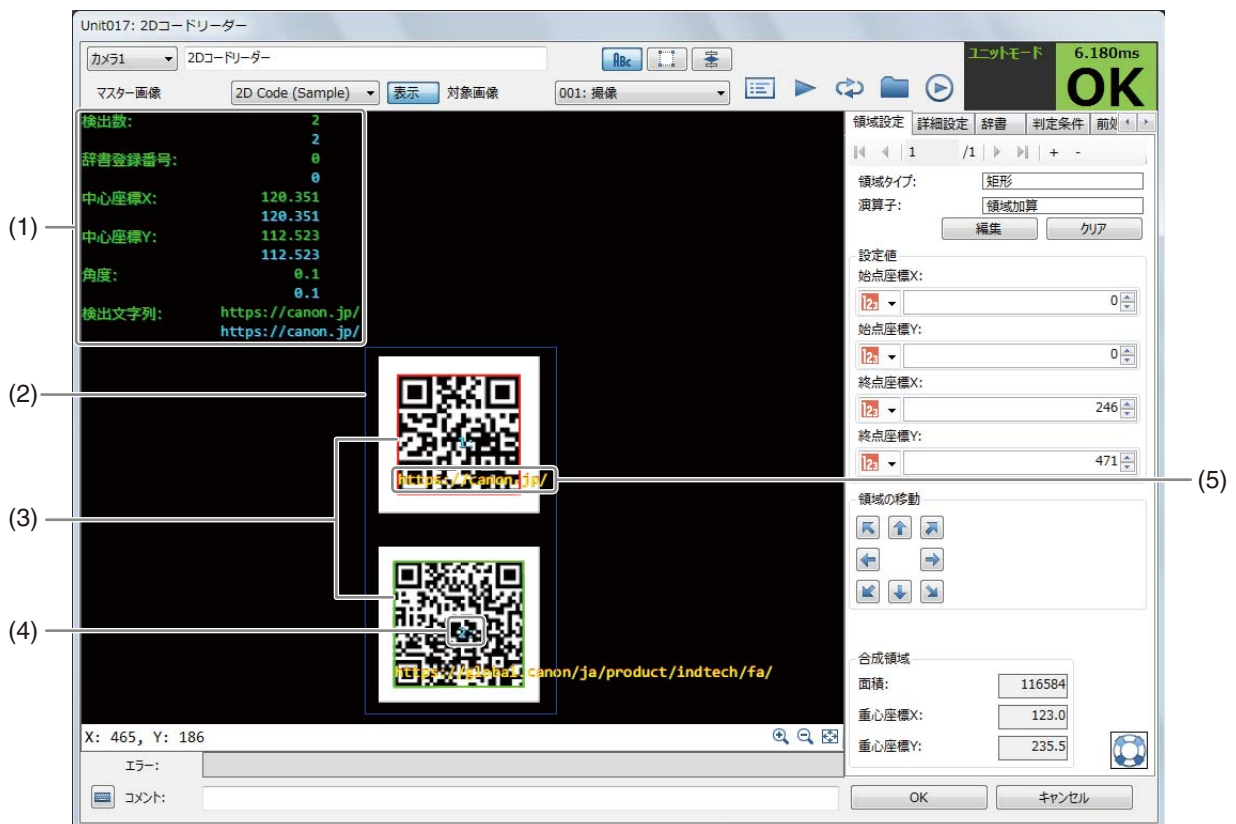 Unit017: 2Dコードリーダー
カメラ1 2Dコードリーダー ABC ユニットモード 6.180ms
マスター画像 2D Code (Sample) 表示 対象画像 001: 撮像 OK
検出数: 2
2
辞書登録番号: 0
0
中心座標X: 120.351
120.351
中心座標Y: 112.523
112.523
角度: 0.1
0.1
検出文字列: https://canon.jp/
https://canon.jp/
(1)
(2)
(3)
(4)
(5)
1
https://canon.jp/
2
https://global.canon/ja/product/indtech/fa/
領域設定 詳細設定 辞書 判定条件 前処
1 /1 + -
領域タイプ: 矩形
演算子: 領域加算
編集 クリア
設定値
始点座標X:
123 0
始点座標Y:
123 0
終点座標X:
123 246
終点座標Y:
123 471
領域の移動
合成領域
面積: 116584
重心座標X: 123.0
重心座標Y: 235.5
X: 465, Y: 186
エラー:
コメント:
OK キャンセル